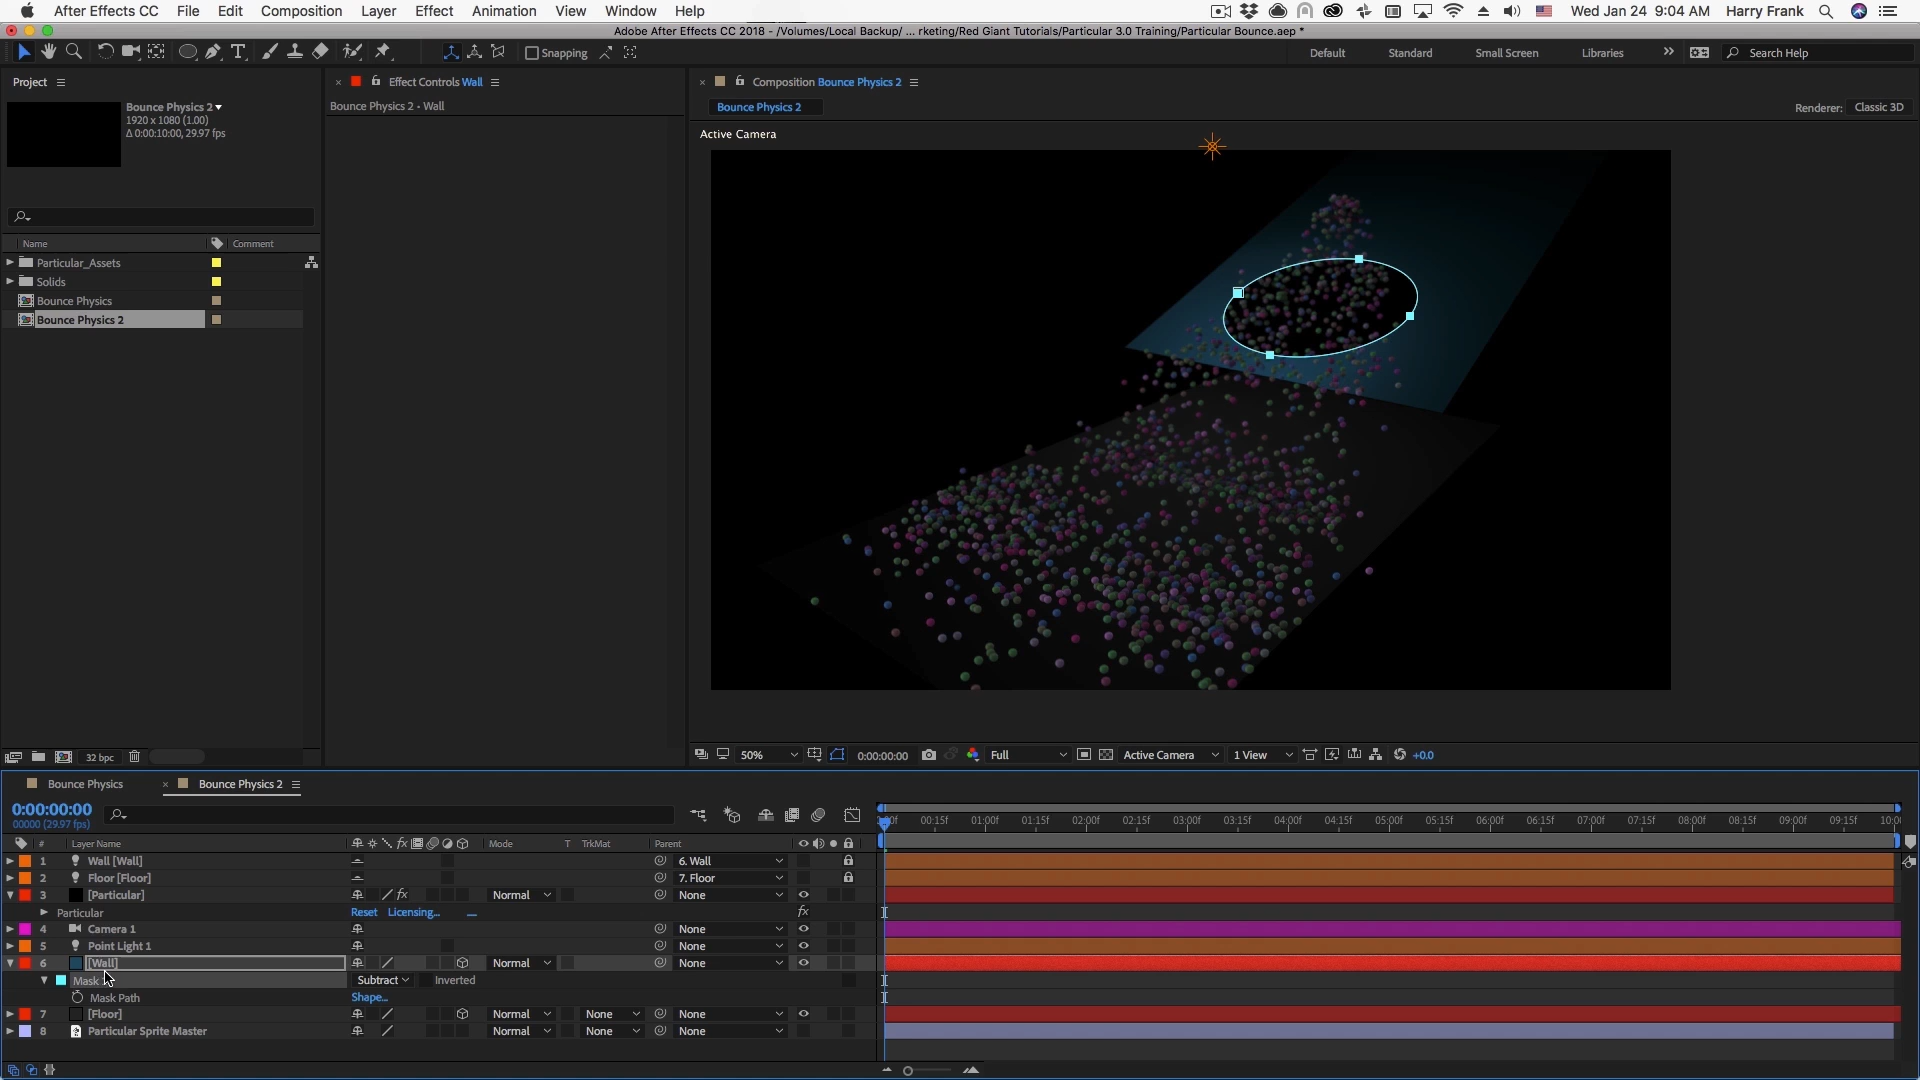 After Effects CC File Edit Composition Layer Effect Animation View Window Help Wed Jan 24 9:04 AM Harry Frank
Adobe After Effects CC 2018 - /Volumes/Local Backup/ ... rketing/Red Giant Tutorials/Particular 3.0 Training/Particular Bounce.aep *
Snapping Default Standard Small Screen Libraries Search Help
Project Effect Controls Wall Composition Bounce Physics 2
Bounce Physics 2
1920 x 1080 (1.00)
Δ 0:00:10:00, 29.97 fps
Bounce Physics 2 • Wall
Bounce Physics 2
Renderer: Classic 3D
Active Camera
Name Comment
Particular_Assets
Solids
Bounce Physics
Bounce Physics 2
32 bpc
50% 0:00:00:00 Full Active Camera 1 View +0.0
Bounce Physics × Bounce Physics 2
0:00:00:00
00000 (29.97 fps)
00f 00:15f 01:00f 01:15f 02:00f 02:15f 03:00f 03:15f 04:00f 04:15f 05:00f 05:15f 06:00f 06:15f 07:00f 07:15f 08:00f 08:15f 09:00f 09:15f 10:0
# Layer Name fx Mode T TrkMat Parent
1 Wall [Wall] 6. Wall
2 Floor [Floor] 7. Floor
3 [Particular] fx Normal None
Particular Reset Licensing... ... fx
4 Camera 1 None
5 Point Light 1 None
6 [Wall] Normal None
Mask Subtract Inverted
Mask Path Shape...
7 [Floor] Normal None None
8 Particular Sprite Master Normal None None